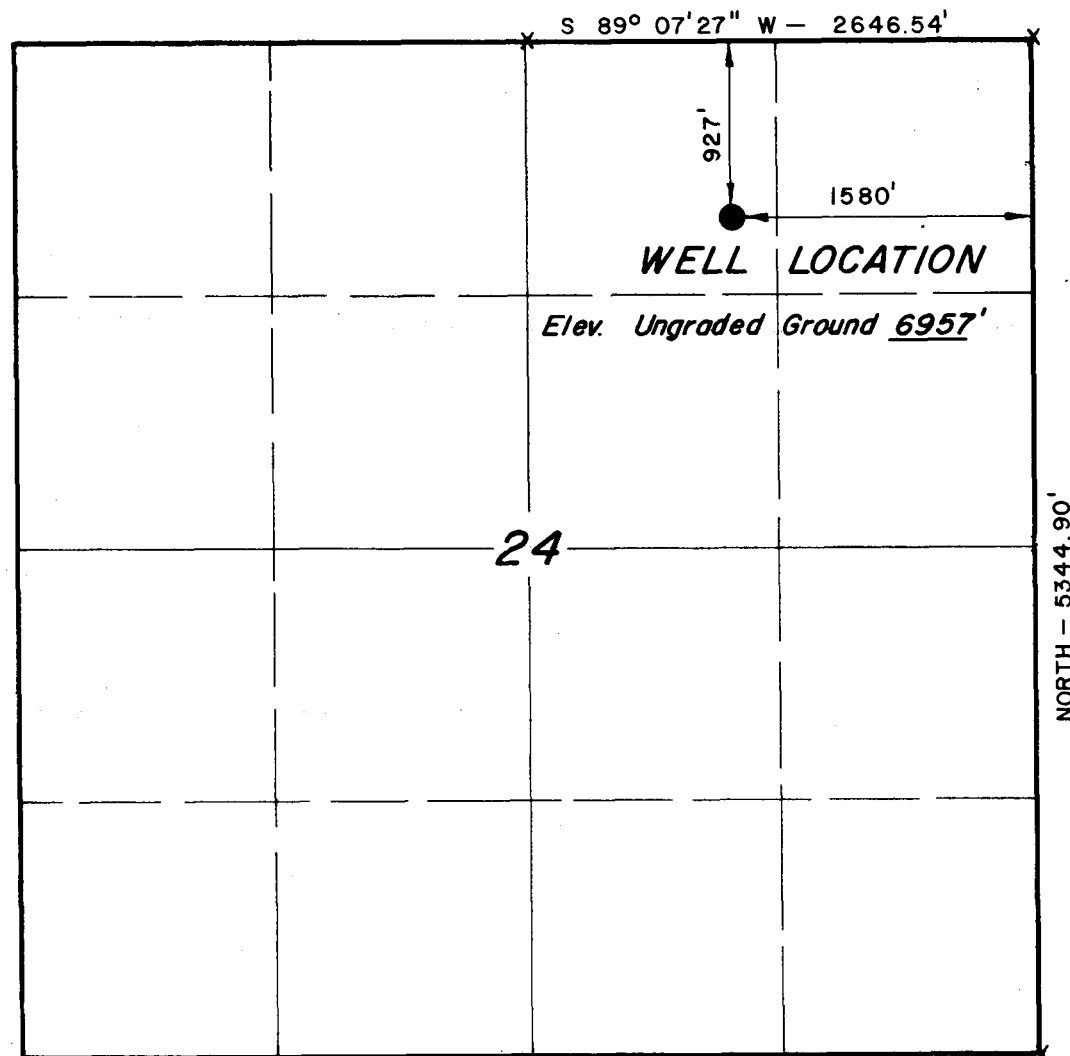 S 89° 07'27" W — 2646.54'
927'
1580'
WELL LOCATION
Elev. Ungraded Ground 6957'
24
NORTH — 5344.90'